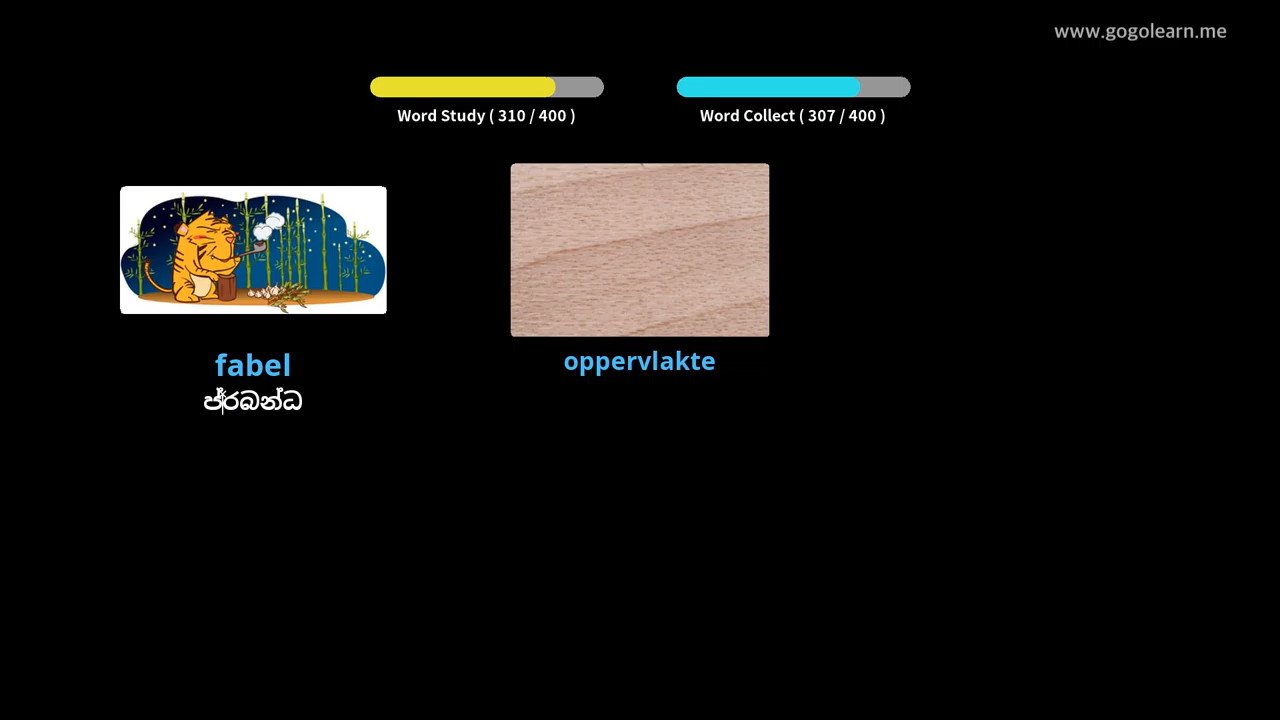 www.gogolearn.me
Word Study ( 310 / 400 )
Word Collect ( 307 / 400 )
fabel
ප්‍රබන්ධ
oppervlakte